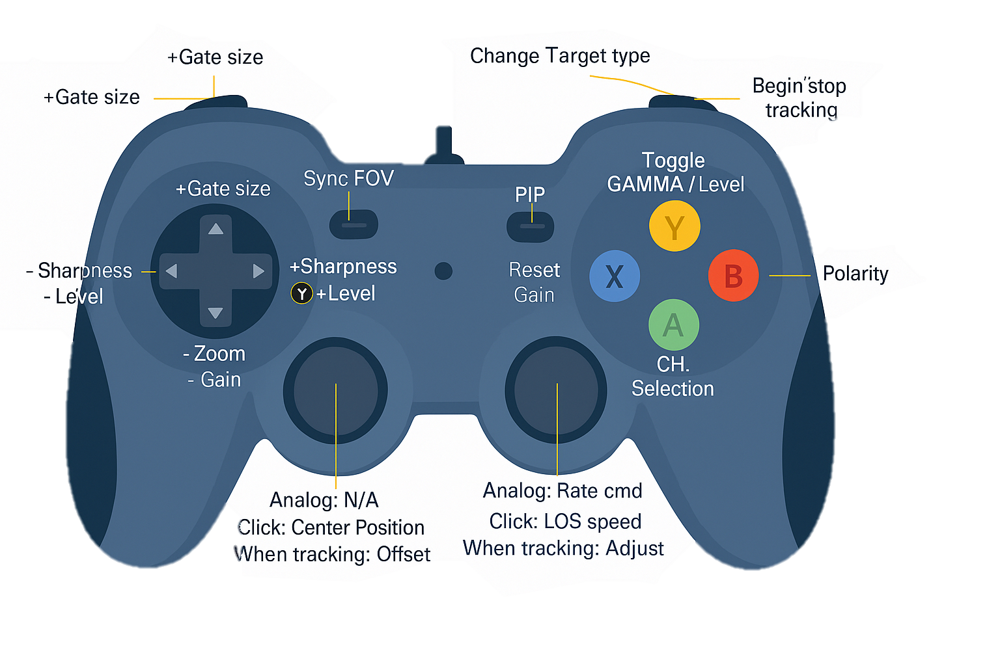 +Gate size
Change Target type
+Gate size
Begin"stop
tracking
Toggle
GAMMA / Level
Sync FOV
+Gate size
PIP
Y
- Sharpness
- Level
+Sharpness
Y +Level
Reset
Gain
X
B
Polarity
A
- Zoom
- Gain
CH.
Selection
Analog: N/A
Click: Center Position
When tracking: Offset
Analog: Rate cmd
Click: LOS speed
When tracking: Adjust